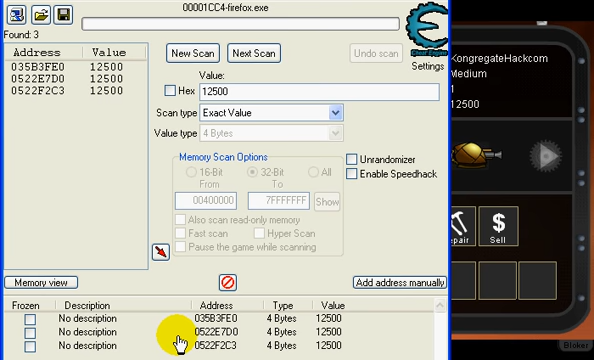 00001CC4-firefox.exe
Found: 3
Address Value
035B3FE0 12500
0522E7D0 12500
0522F2C3 12500
New Scan Next Scan Undo scan
Cheat Engine
Settings
Value:
Hex 12500
Scan type Exact Value
Value type 4 Bytes
Memory Scan Options
16-Bit 32-Bit All
From To
00400000 7FFFFFFF Show
Also scan read-only memory
Fast scan Hyper Scan
Pause the game while scanning
Unrandomizer
Enable Speedhack
Memory view Add address manually
Frozen Description Address Type Value
No description 035B3FE0 4 Bytes 12500
No description 0522E7D0 4 Bytes 12500
No description 0522F2C3 4 Bytes 12500
KongregateHackcom
Medium
1
12500
epair $ Sell
Bloker